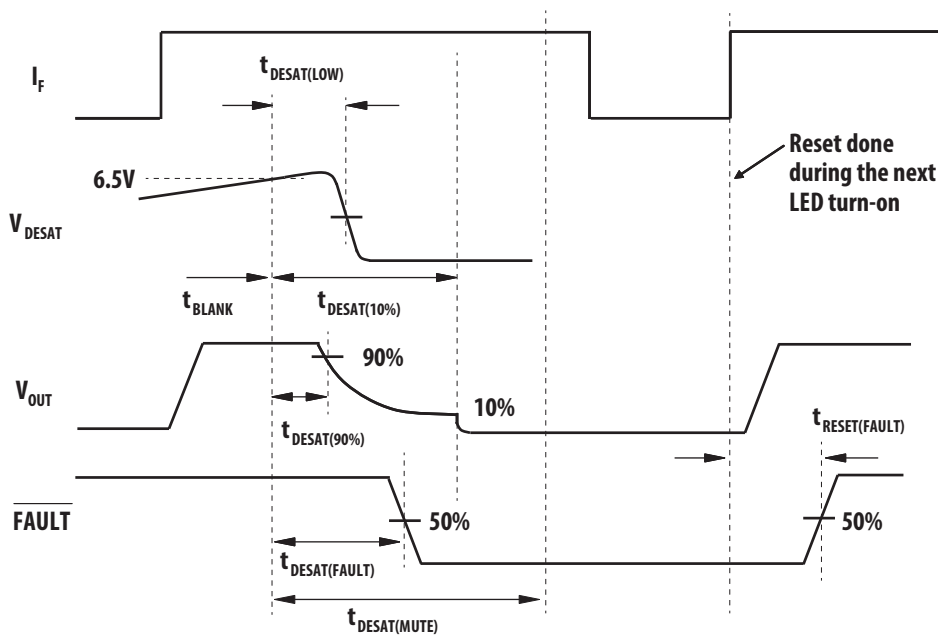 I_F
t_DESAT(LOW)
Reset done
during the next
LED turn-on
6.5V
V_DESAT
t_BLANK
t_DESAT(10%)
90%
V_OUT
10%
t_RESET(FAULT)
t_DESAT(90%)
FAULT
50%
50%
t_DESAT(FAULT)
t_DESAT(MUTE)